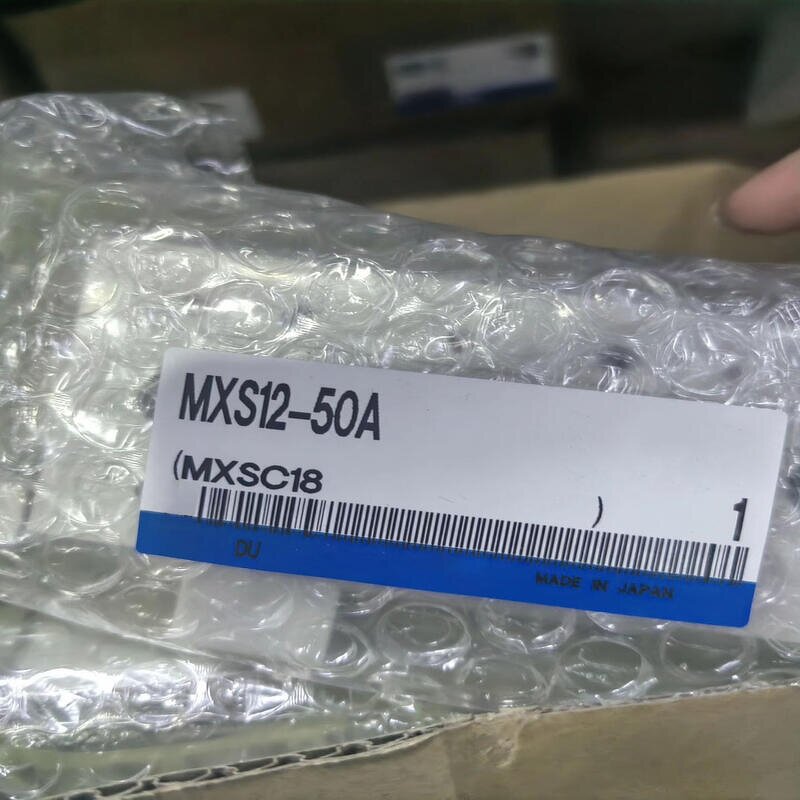 MXS12-50A
(MXSC18 )
1
DU
MADE IN JAPAN